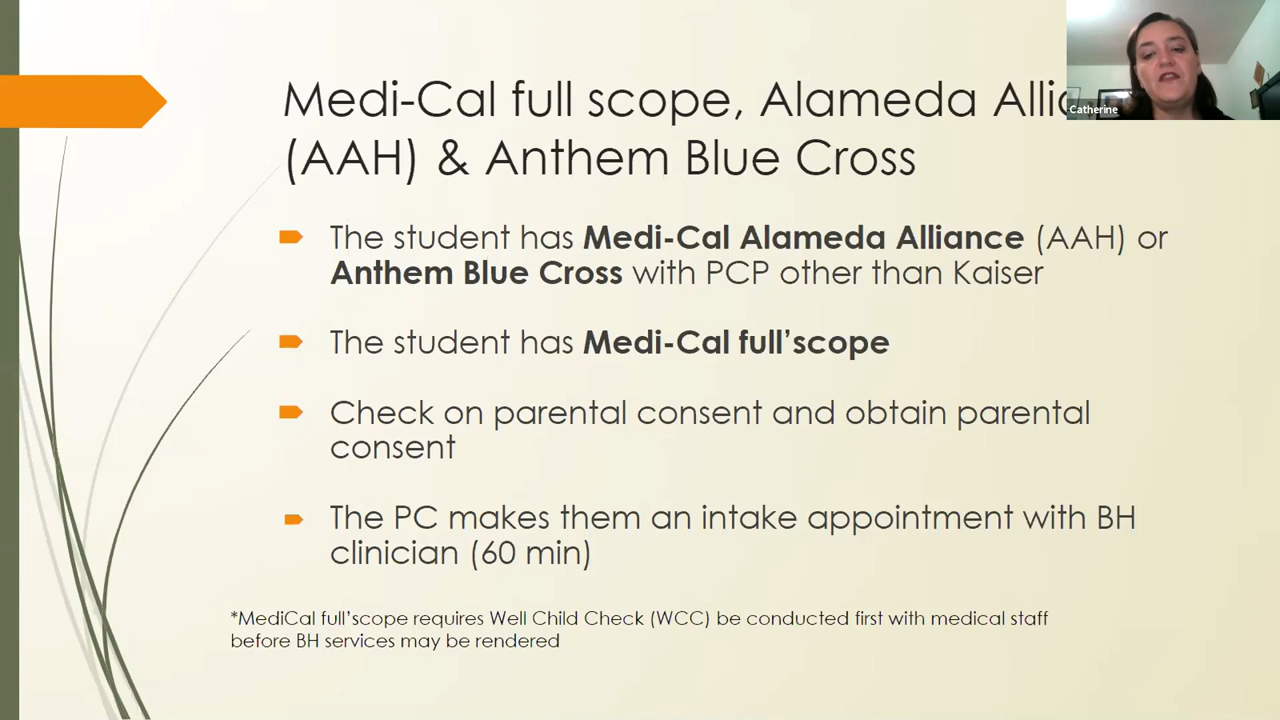 Medi-Cal full scope, Alameda
(AAH) & Anthem Blue Cross
Catherine
The student has Medi-Cal Alameda Alliance (AAH) or
Anthem Blue Cross with PCP other than Kaiser
The student has Medi-Cal full’scope
Check on parental consent and obtain parental
consent
The PC makes them an intake appointment with BH
clinician (60 min)
*MediCal full’scope requires Well Child Check (WCC) be conducted first with medical staff
before BH services may be rendered